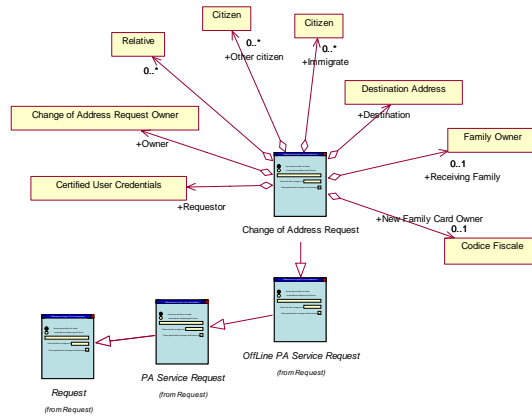 Citizen
Citizen
Relative
0..*
0..*
+Other citizen
+Immigrate
0..*
Destination Address
+Destination
Change of Address Request Owner
+Owner
Family Owner
0..1
+Receiving Family
Certified User Credentials
+Requestor
+New Family Card Owner
0..1
Codice Fiscale
Change of Address Request
OffLine PA Service Request
(from Request)
PA Service Request
(from Request)
Request
(from Request)